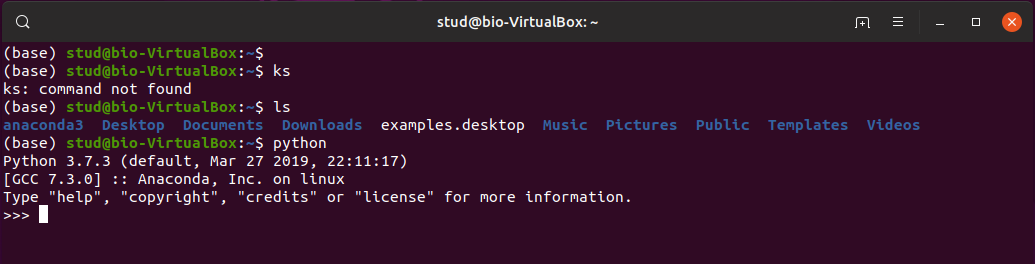 stud@bio-VirtualBox: ~
(base) stud@bio-VirtualBox:~$
(base) stud@bio-VirtualBox:~$ ks
ks: command not found
(base) stud@bio-VirtualBox:~$ ls
anaconda3  Desktop  Documents  Downloads  examples.desktop  Music  Pictures  Public  Templates  Videos
(base) stud@bio-VirtualBox:~$ python
Python 3.7.3 (default, Mar 27 2019, 22:11:17)
[GCC 7.3.0] :: Anaconda, Inc. on linux
Type "help", "copyright", "credits" or "license" for more information.
>>>